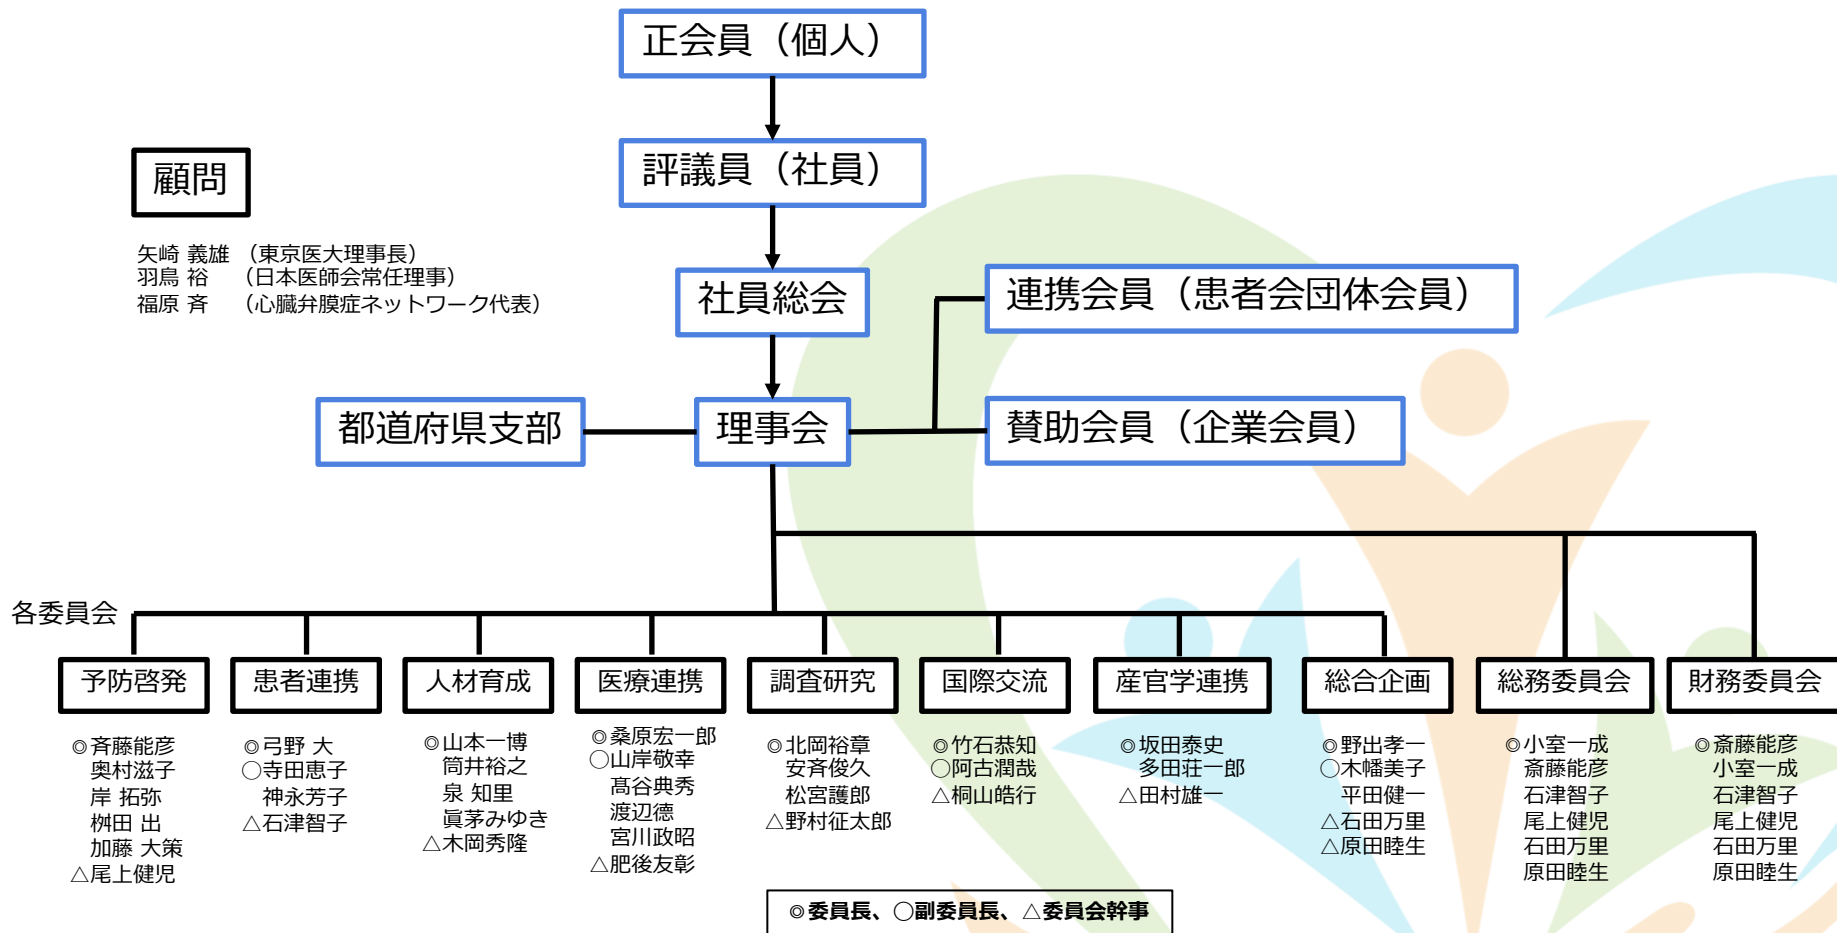 正会員（個人）
評議員（社員）
顧問
矢崎 義雄 （東京医大理事長）
羽鳥 裕 （日本医師会常任理事）
福原 斉 （心臓弁膜症ネットワーク代表）
社員総会
連携会員（患者会団体会員）
都道府県支部
理事会
賛助会員（企業会員）
各委員会
予防啓発
◎斉藤能彦
奥村滋子
岸 拓弥
桝田 出
加藤 大策
△尾上健児
患者連携
◎弓野 大
○寺田恵子
神永芳子
△石津智子
人材育成
◎山本一博
筒井裕之
泉 知里
眞茅みゆき
△木岡秀隆
医療連携
◎桑原宏一郎
○山岸敬幸
髙谷典秀
渡辺德
宮川政昭
△肥後友彰
調査研究
◎北岡裕章
安斉俊久
松宮護郎
△野村征太郎
国際交流
◎竹石恭知
○阿古潤哉
△桐山皓行
産官学連携
◎坂田泰史
多田荘一郎
△田村雄一
総合企画
◎野出孝一
○木幡美子
平田健一
△石田万里
△原田睦生
総務委員会
◎小室一成
斎藤能彦
石津智子
尾上健児
石田万里
原田睦生
財務委員会
◎斎藤能彦
小室一成
石津智子
尾上健児
石田万里
原田睦生
◎委員長、○副委員長、△委員会幹事